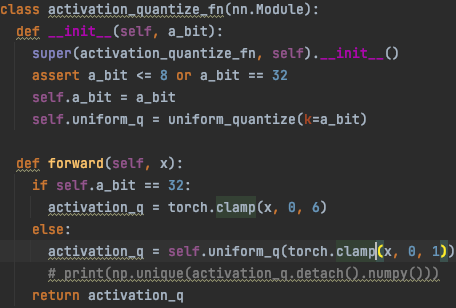 class activation_quantize_fn(nn.Module):
def __init__(self, a_bit):
super(activation_quantize_fn, self).__init__()
assert a_bit <= 8 or a_bit == 32
self.a_bit = a_bit
self.uniform_q = uniform_quantize(k=a_bit)
def forward(self, x):
if self.a_bit == 32:
activation_q = torch.clamp(x, 0, 6)
else:
activation_q = self.uniform_q(torch.clamp(x, 0, 1))
# print(np.unique(activation_q.detach().numpy()))
return activation_q